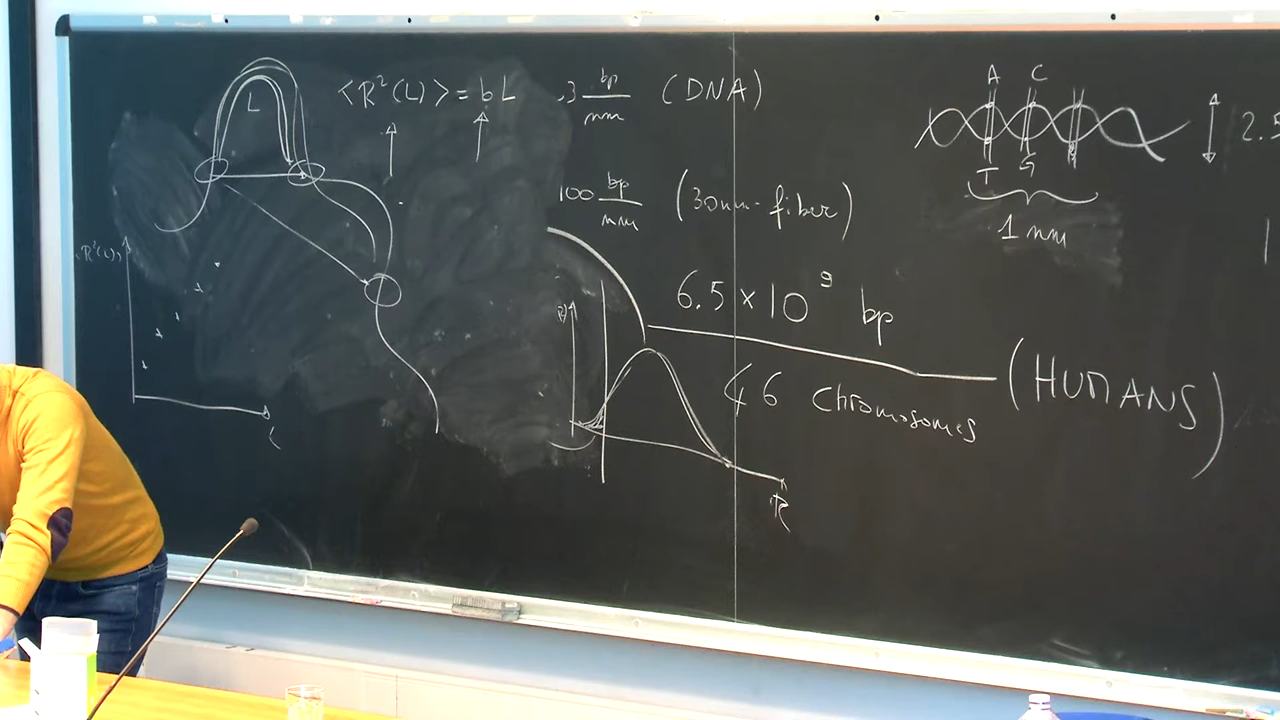 L
⟨R²(L)⟩ = bL
3 bp/nm (DNA)
100 bp/nm (30nm-fiber)
R²(L)
L
6.5 × 10⁹ bp
46 chromosomes
(HUMANS)
R
A C
T G
1 nm
2.5